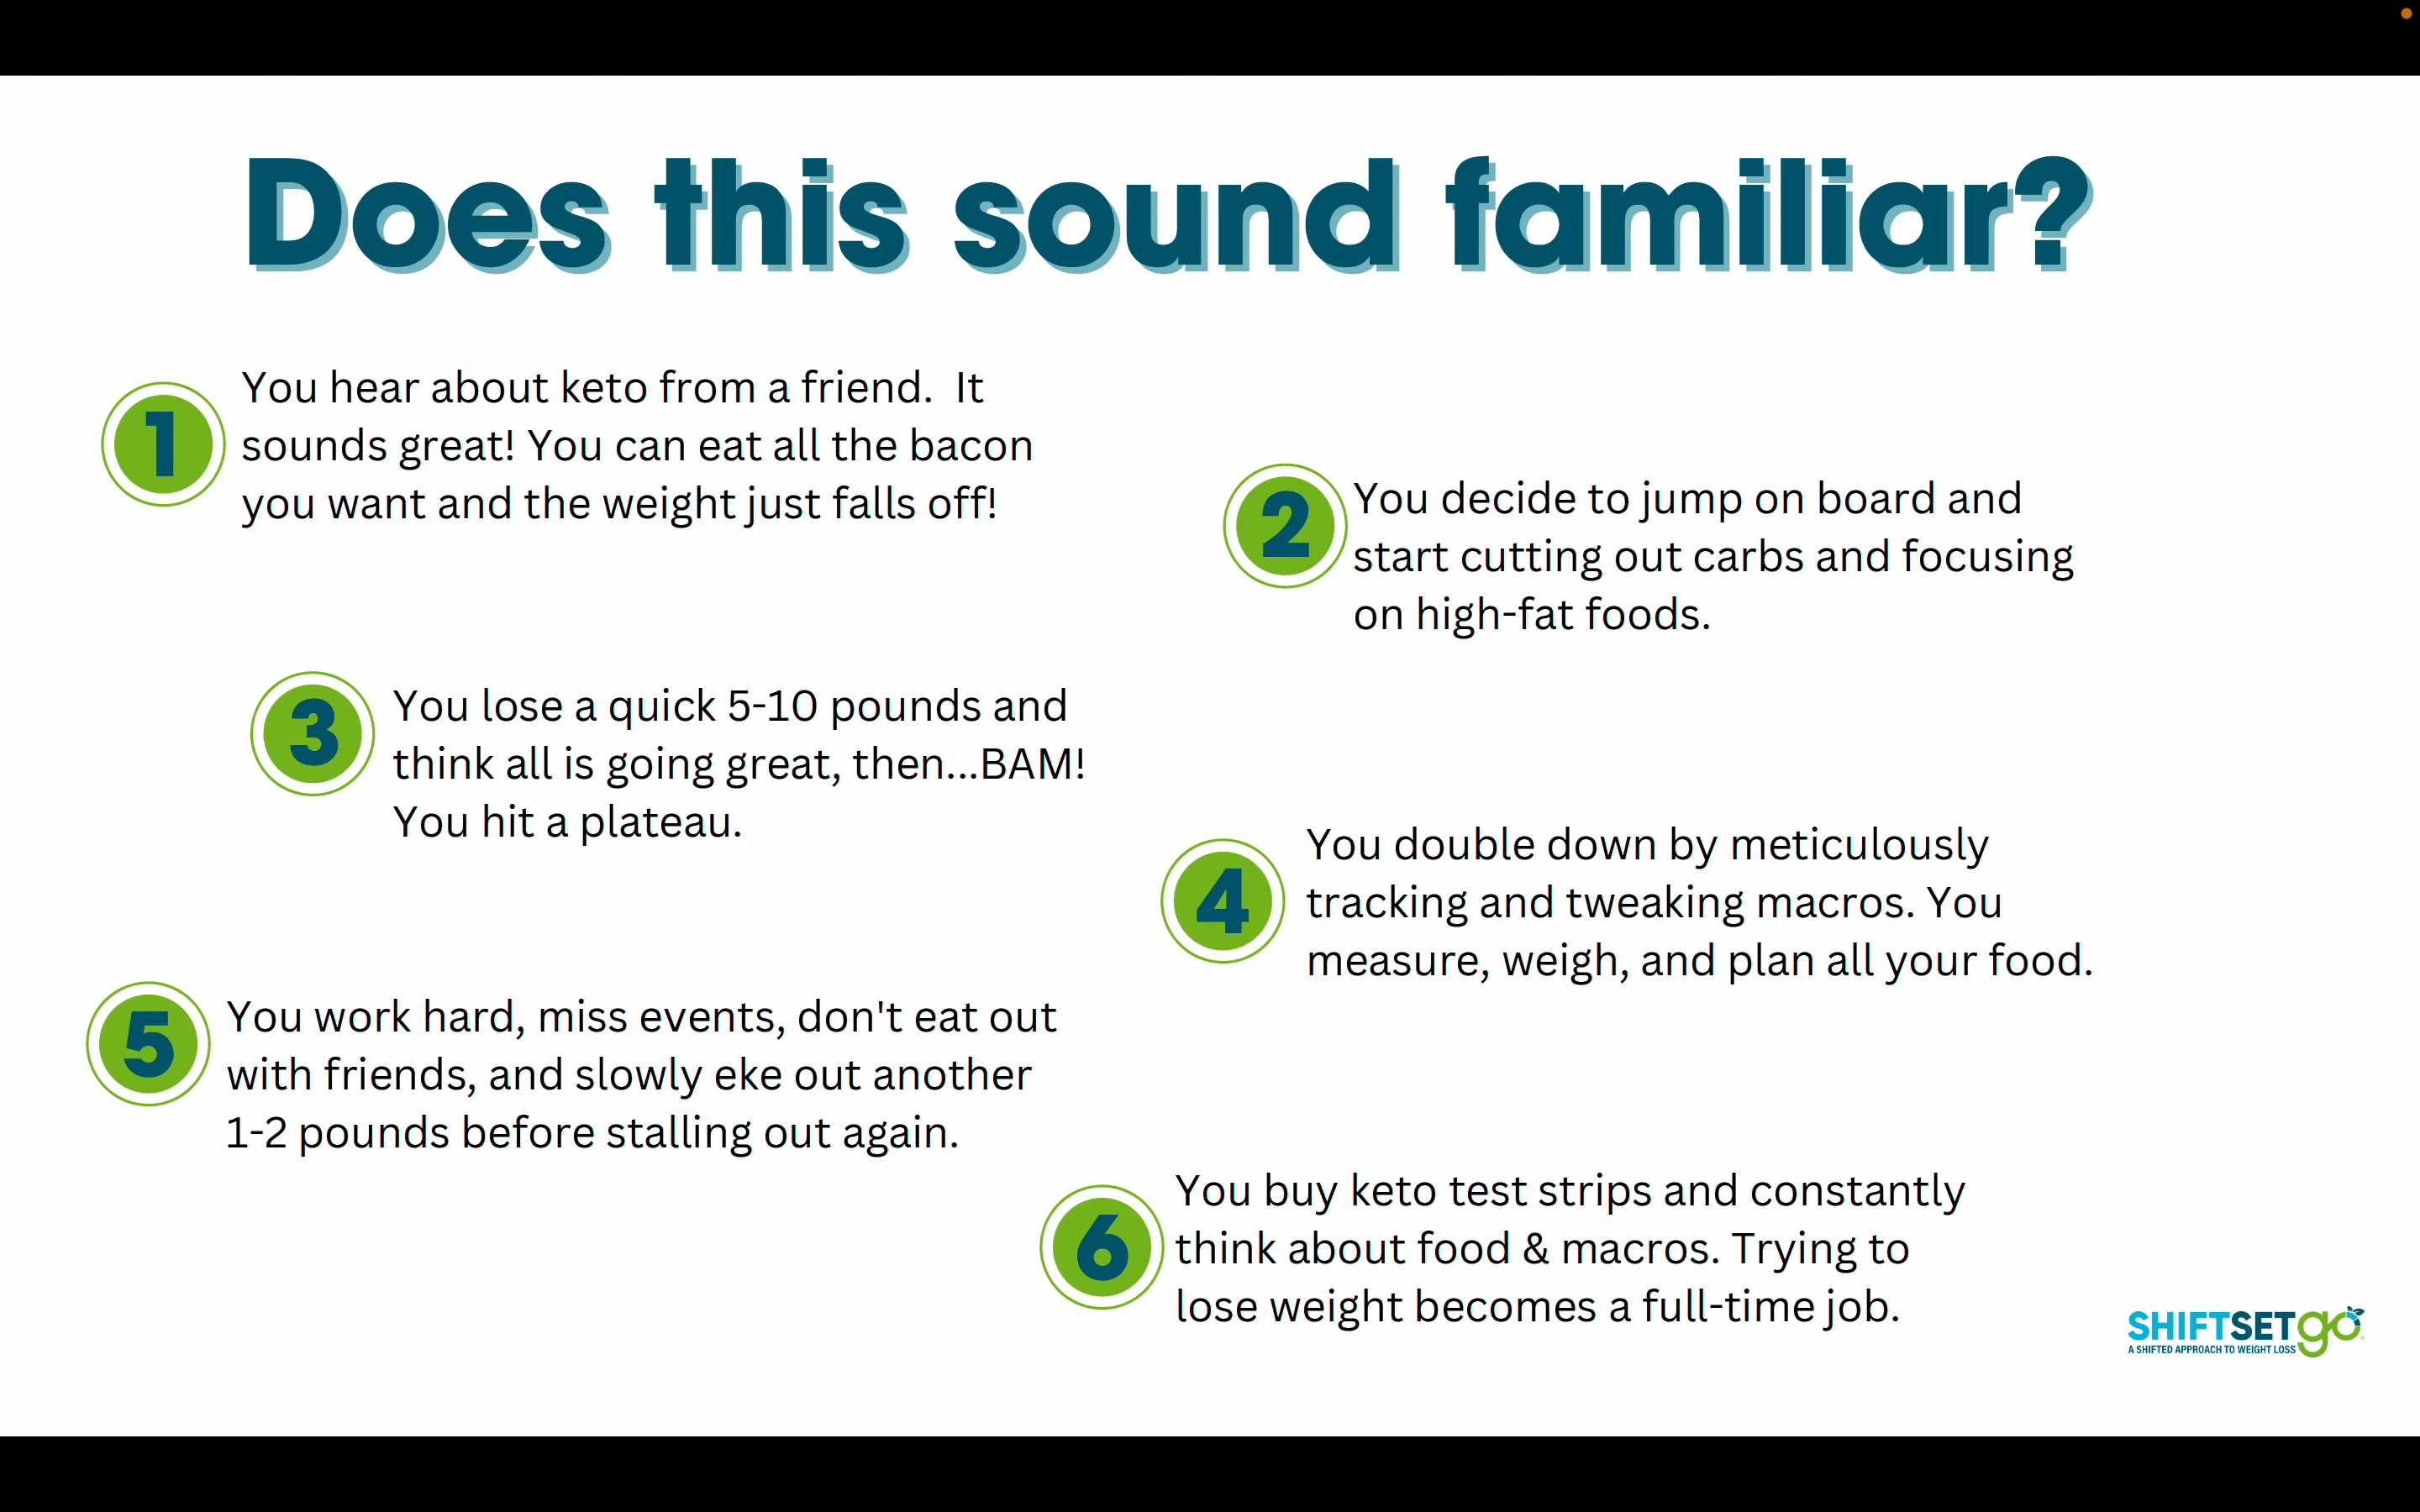 Does this sound familiar?
1
You hear about keto from a friend.  It
sounds great! You can eat all the bacon
you want and the weight just falls off!
2
You decide to jump on board and
start cutting out carbs and focusing
on high-fat foods.
3
You lose a quick 5-10 pounds and
think all is going great, then...BAM!
You hit a plateau.
4
You double down by meticulously
tracking and tweaking macros. You
measure, weigh, and plan all your food.
5
You work hard, miss events, don't eat out
with friends, and slowly eke out another
1-2 pounds before stalling out again.
6
You buy keto test strips and constantly
think about food & macros. Trying to
lose weight becomes a full-time job.
SHIFTSETgo
A SHIFTED APPROACH TO WEIGHT LOSS